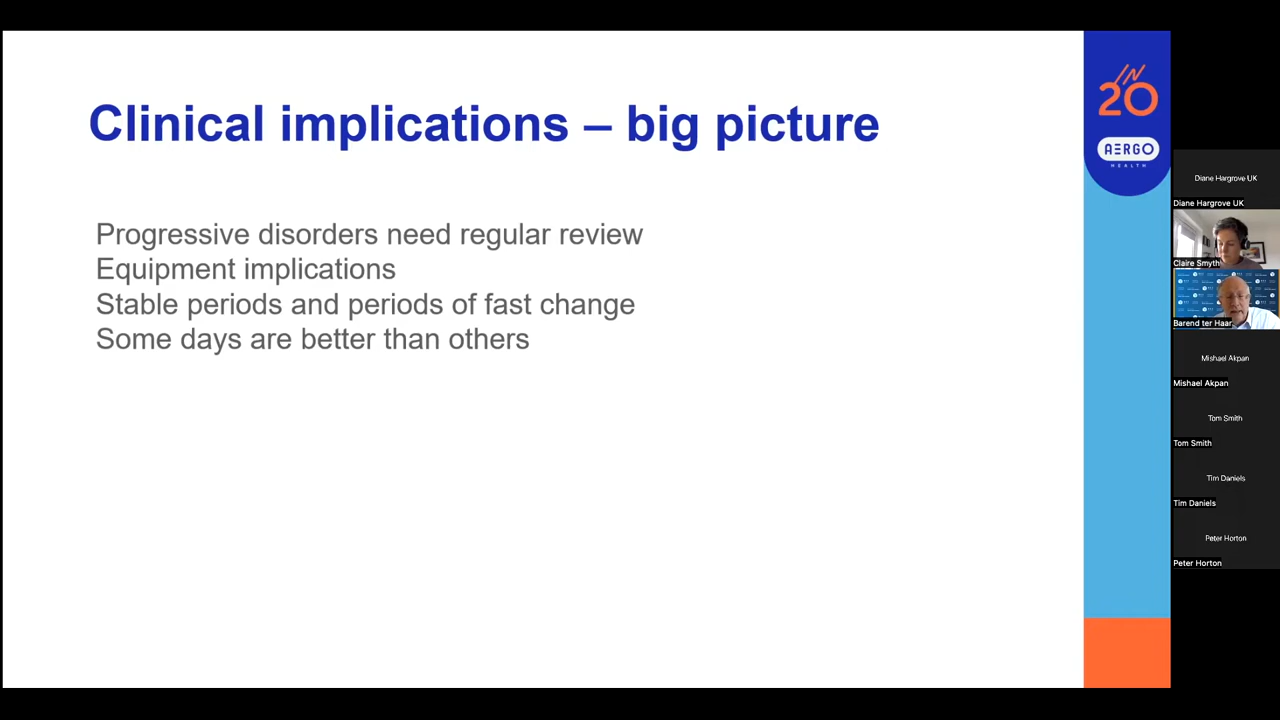 Clinical implications – big picture
Progressive disorders need regular review
Equipment implications
Stable periods and periods of fast change
Some days are better than others
IN
20
AERGO
HEALTH
Diane Hargrove UK
Diane Hargrove UK
Claire Smyth
Barend ter Haar
Mishael Akpan
Mishael Akpan
Tom Smith
Tom Smith
Tim Daniels
Tim Daniels
Peter Horton
Peter Horton